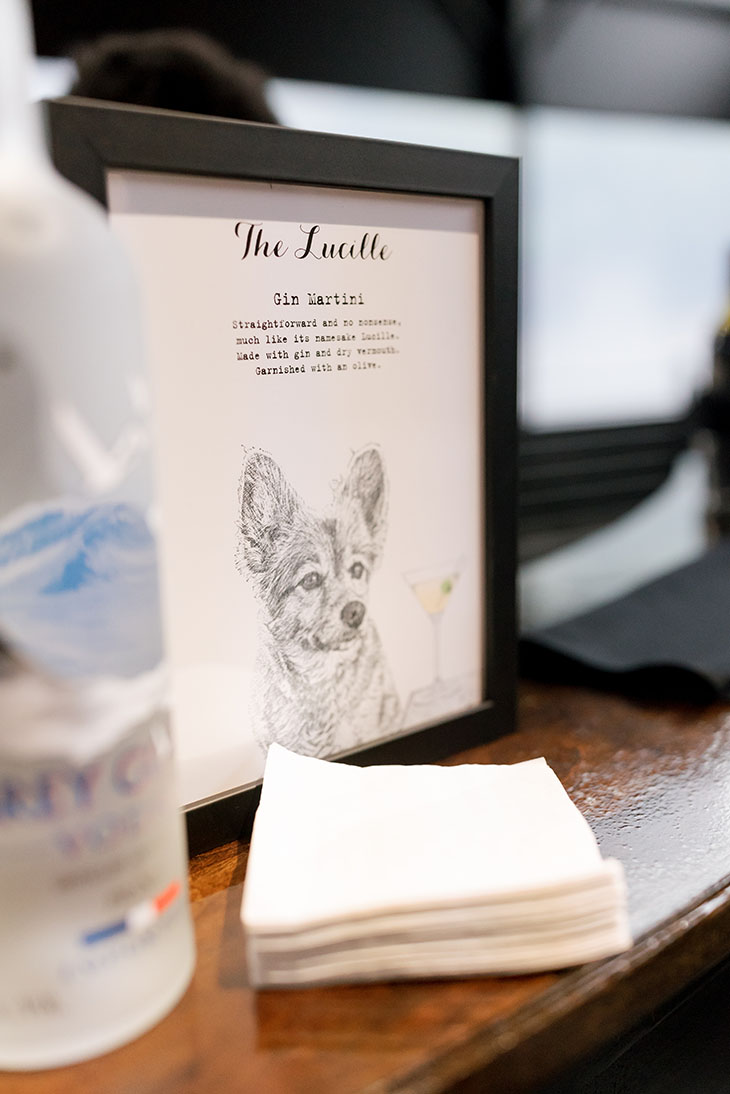 The Lucille
Gin Martini
Straightforward and no nonsense,
much like its namesake Lucille.
Made with gin and dry vermouth.
Garnished with an olive.